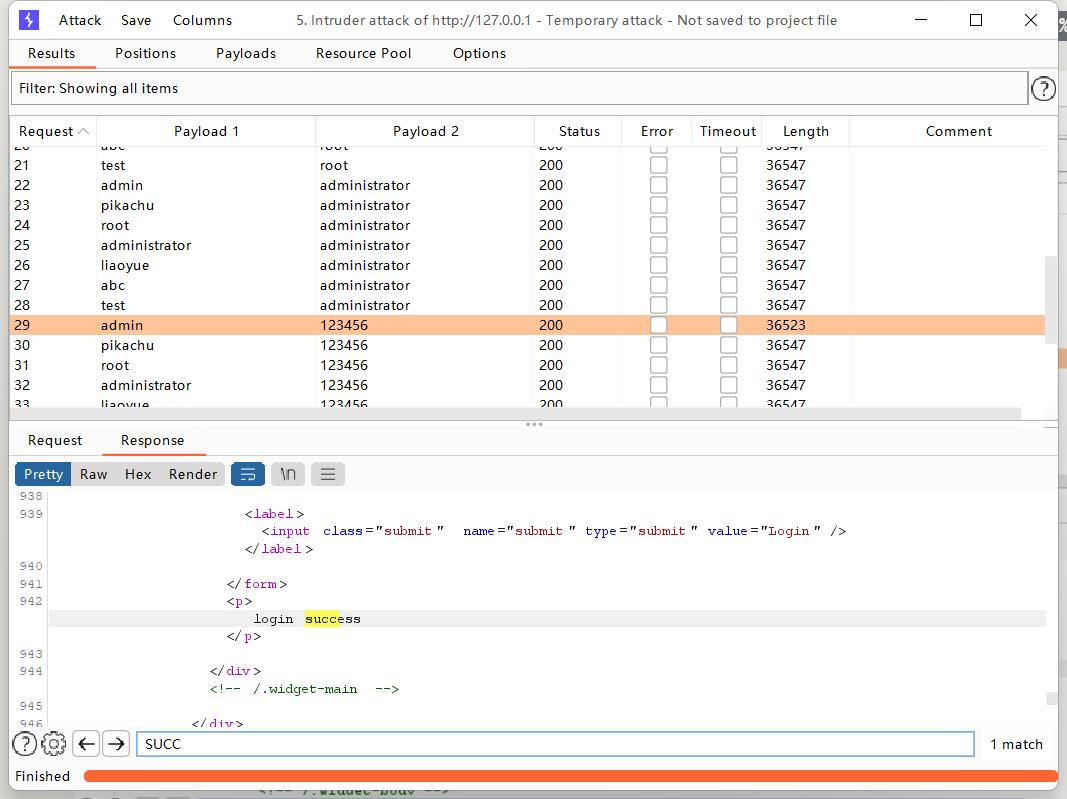 Attack Save Columns 5. Intruder attack of http://127.0.0.1 - Temporary attack - Not saved to project file
Results Positions Payloads Resource Pool Options
Filter: Showing all items
Request Payload 1 Payload 2 Status Error Timeout Length Comment
20 abc root 200 36547
21 test root 200 36547
22 admin administrator 200 36547
23 pikachu administrator 200 36547
24 root administrator 200 36547
25 administrator administrator 200 36547
26 liaoyue administrator 200 36547
27 abc administrator 200 36547
28 test administrator 200 36547
29 admin 123456 200 36523
30 pikachu 123456 200 36547
31 root 123456 200 36547
32 administrator 123456 200 36547
33 liaoyue 123456 200 36547
Request Response
Pretty Raw Hex Render \n
938
939 <label>
<input class="submit" name="submit" type="submit" value="Login" />
</label>
940
941 </form>
942 <p>
login success
</p>
943
944 </div>
<!-- /.widget-main -->
945
946 </div>
SUCC 1 match
Finished
<!-- /.widget-body -->